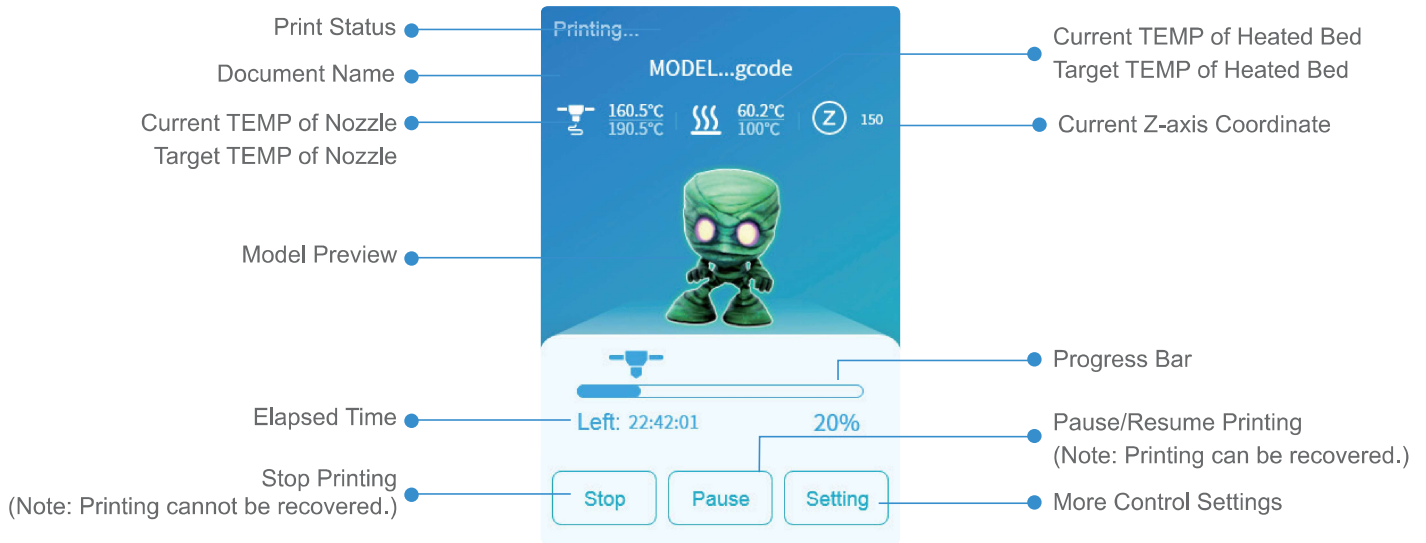 Print Status
Printing...
Document Name
MODEL...gcode
Current TEMP of Heated Bed
Target TEMP of Heated Bed
Current TEMP of Nozzle
Target TEMP of Nozzle
160.5°C
190.5°C
60.2°C
100°C
Z
150
Current Z-axis Coordinate
Model Preview
Progress Bar
Elapsed Time
Left: 22:42:01
20%
Pause/Resume Printing
(Note: Printing can be recovered.)
Stop Printing
(Note: Printing cannot be recovered.)
Stop
Pause
Setting
More Control Settings